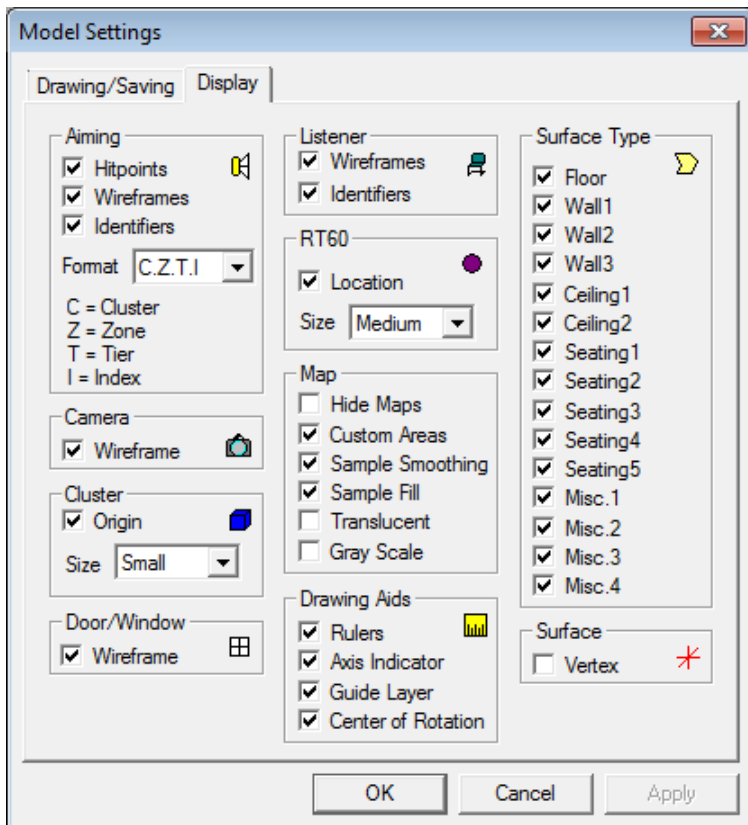 Model Settings
Drawing/Saving
Display
Aiming
Hitpoints
Wireframes
Identifiers
Format C.Z.T.I
C = Cluster
Z = Zone
T = Tier
I = Index
Camera
Wireframe
Cluster
Origin
Size Small
Door/Window
Wireframe
Listener
Wireframes
Identifiers
RT60
Location
Size Medium
Map
Hide Maps
Custom Areas
Sample Smoothing
Sample Fill
Translucent
Gray Scale
Drawing Aids
Rulers
Axis Indicator
Guide Layer
Center of Rotation
Surface Type
Floor
Wall1
Wall2
Wall3
Ceiling1
Ceiling2
Seating1
Seating2
Seating3
Seating4
Seating5
Misc.1
Misc.2
Misc.3
Misc.4
Surface
Vertex
OK
Cancel
Apply